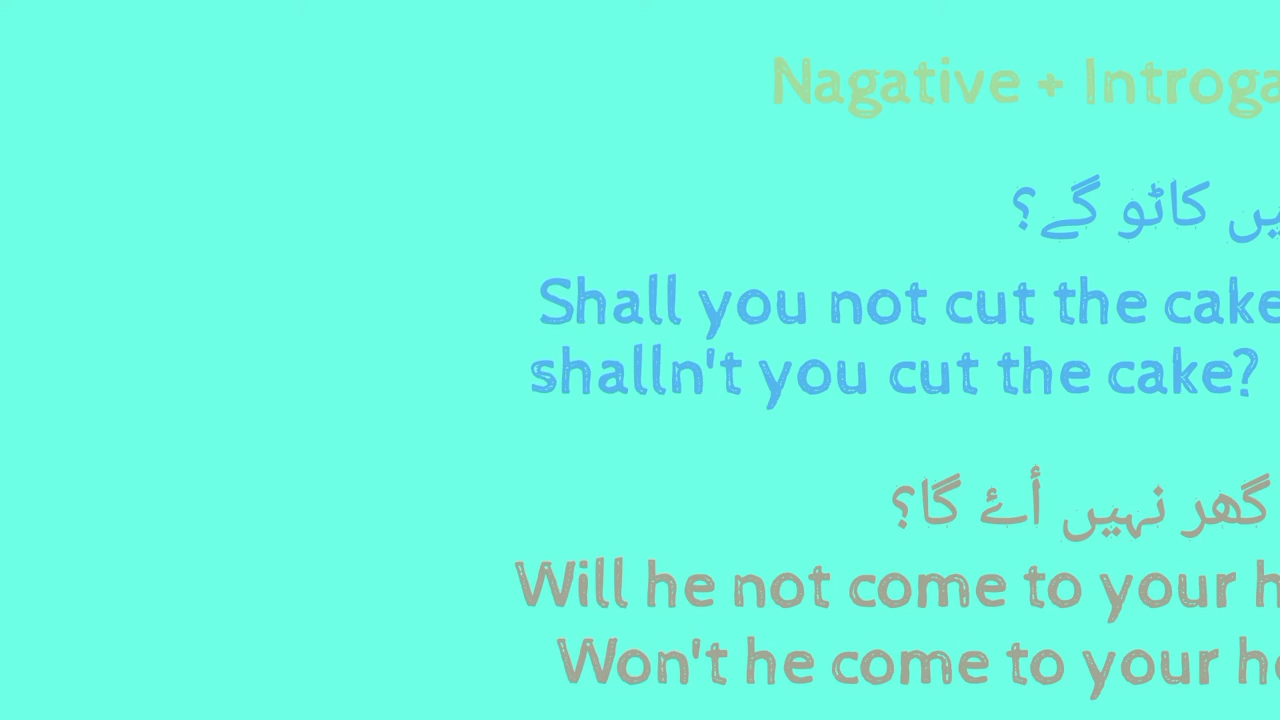 Nagative + Introga
کاٹو گے؟
Shall you not cut the cake
shalln't you cut the cake?
گھر نہیں أئے گا؟
Will he not come to your h
Won't he come to your ho